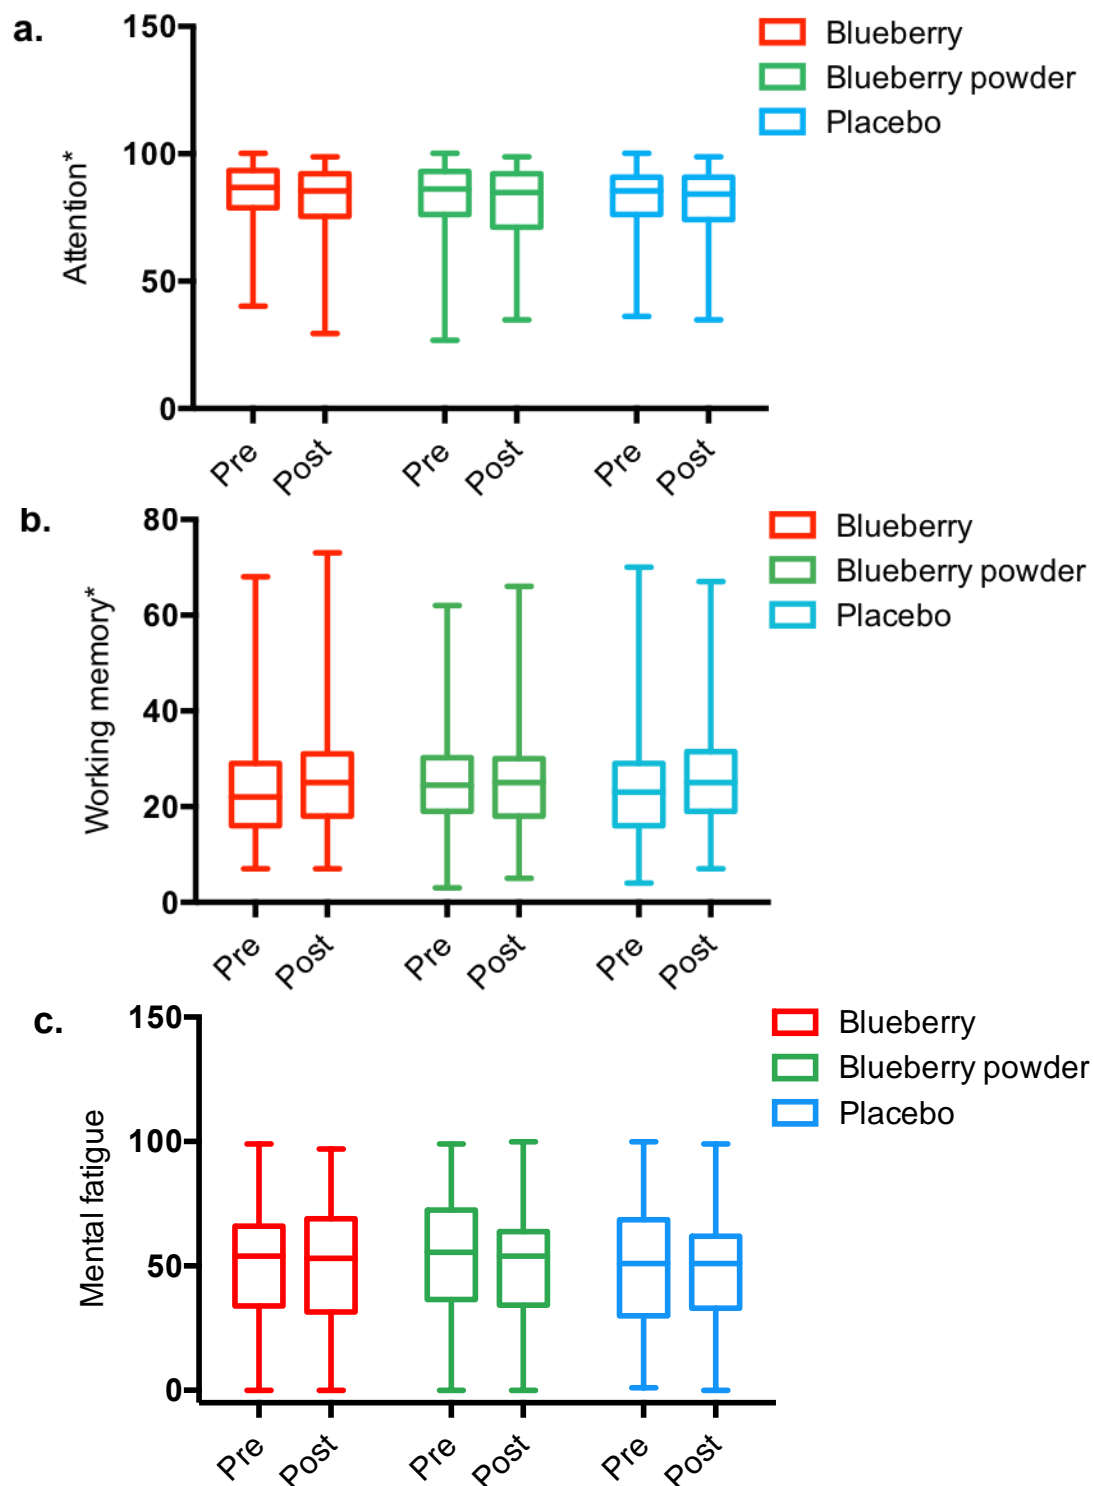 a.
150
100
50
0
Attention*
Blueberry
Blueberry powder
Placebo
Pre Post Pre Post Pre Post
b.
80
60
40
20
0
Working memory*
Blueberry
Blueberry powder
Placebo
Pre Post Pre Post Pre Post
c.
150
100
50
0
Mental fatigue
Blueberry
Blueberry powder
Placebo
Pre Post Pre Post Pre Post